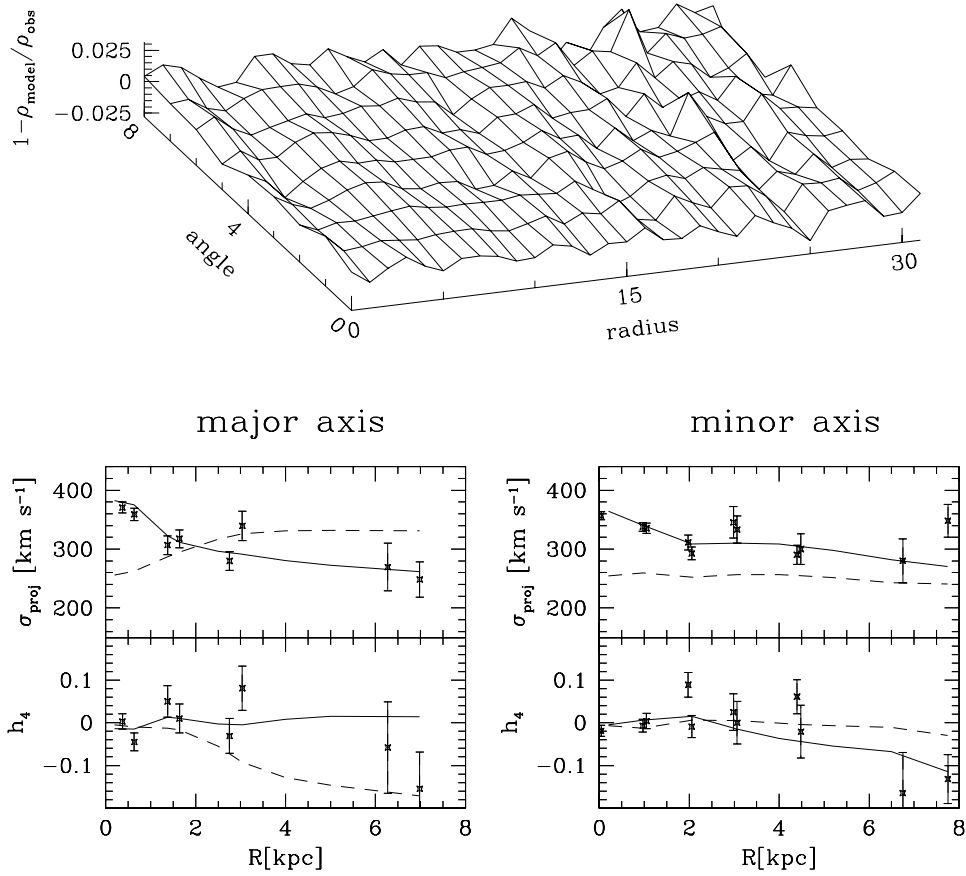 1−ρmodel/ρobs
0.025
0
−0.025
8
4
0
angle
0
15
30
radius
major axis
minor axis
σproj [km s⁻¹]
400
300
200
σproj [km s⁻¹]
400
300
200
h₄
0.1
0
−0.1
h₄
0.1
0
−0.1
0 2 4 6 8
0 2 4 6 8
R[kpc]
R[kpc]